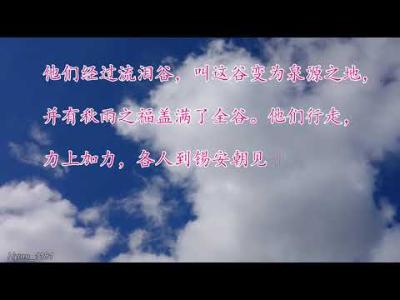 他们经过流泪谷，叫这谷变为泉源之地，
并有秋雨之福盖满了全谷。他们行走，
力上加力，各人到锡安朝见